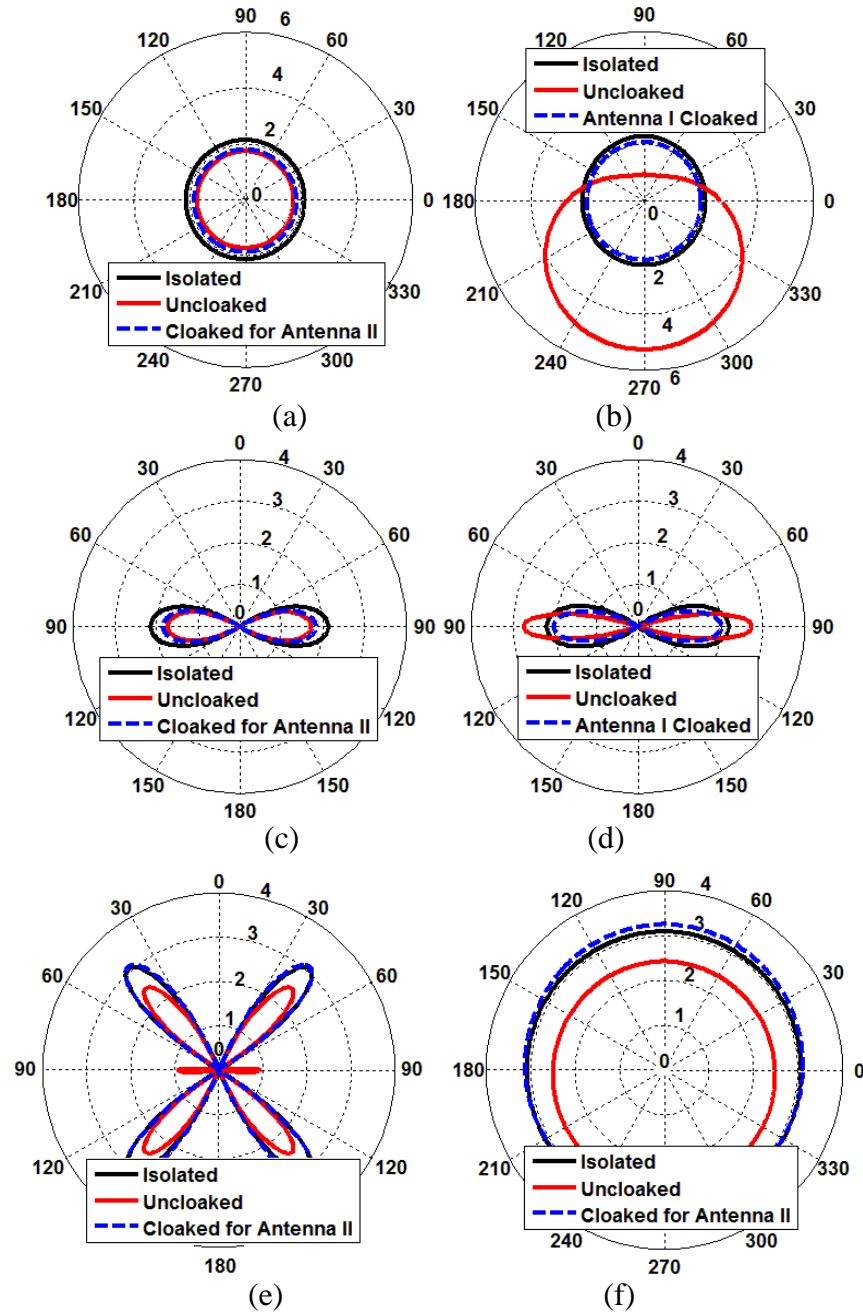 90 6 90 6
120 60 120 60
4
150 30 150 30
2
180 0 0 180 0 0
Isolated
Uncloaked
Antenna I Cloaked
210 330 210 2 330
Isolated
Uncloaked
Cloaked for Antenna II
4
240 300 240 300
270 270 6
(a) (b)
0 4 0 4
30 30 30 30
3 3
60 2 60 60 2 60
1 1
90 0 90 90 0 90
Isolated Isolated
Uncloaked Uncloaked
Cloaked for Antenna II Antenna I Cloaked
120 120 120 120
150 150 150 150
180 180
(c) (d)
0 4 90 4
30 30 120 60
3 3
60 2 60 150 2 30
1 1
90 0 90 180 0 0
120 120 210 330
Isolated Isolated
Uncloaked Uncloaked
Cloaked for Antenna II Cloaked for Antenna II
240 300
180 270
(e) (f)